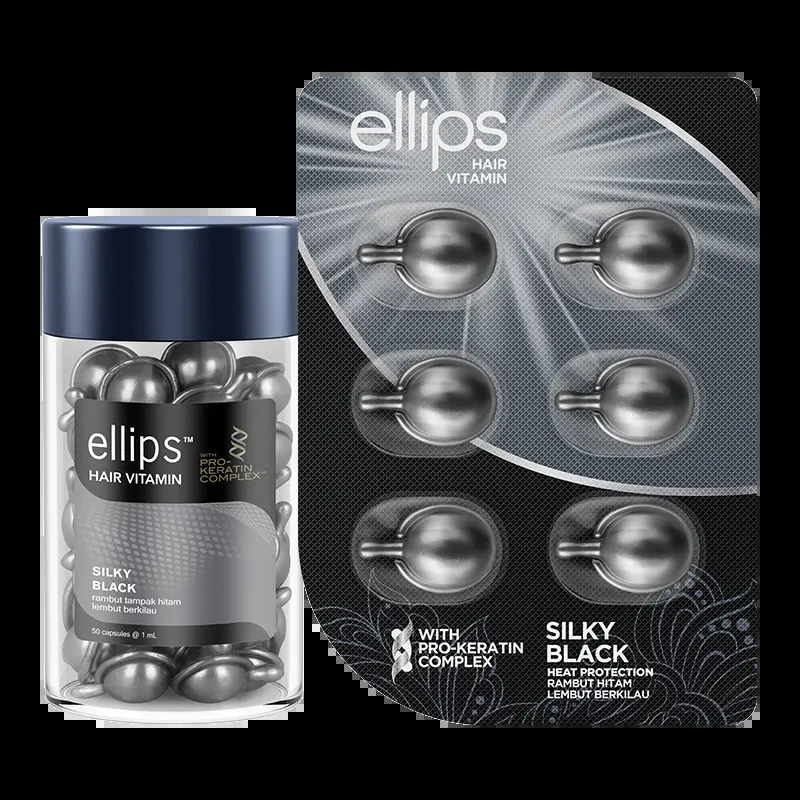 ellips™
HAIR VITAMIN
WITH
PRO-
KERATIN
COMPLEX™
SILKY
BLACK
rambut tampak hitam
lembut berkilau
50 capsules @ 1 mL
ellips
HAIR
VITAMIN
WITH
PRO-KERATIN
COMPLEX
SILKY
BLACK
HEAT PROTECTION
RAMBUT HITAM
LEMBUT BERKILAU